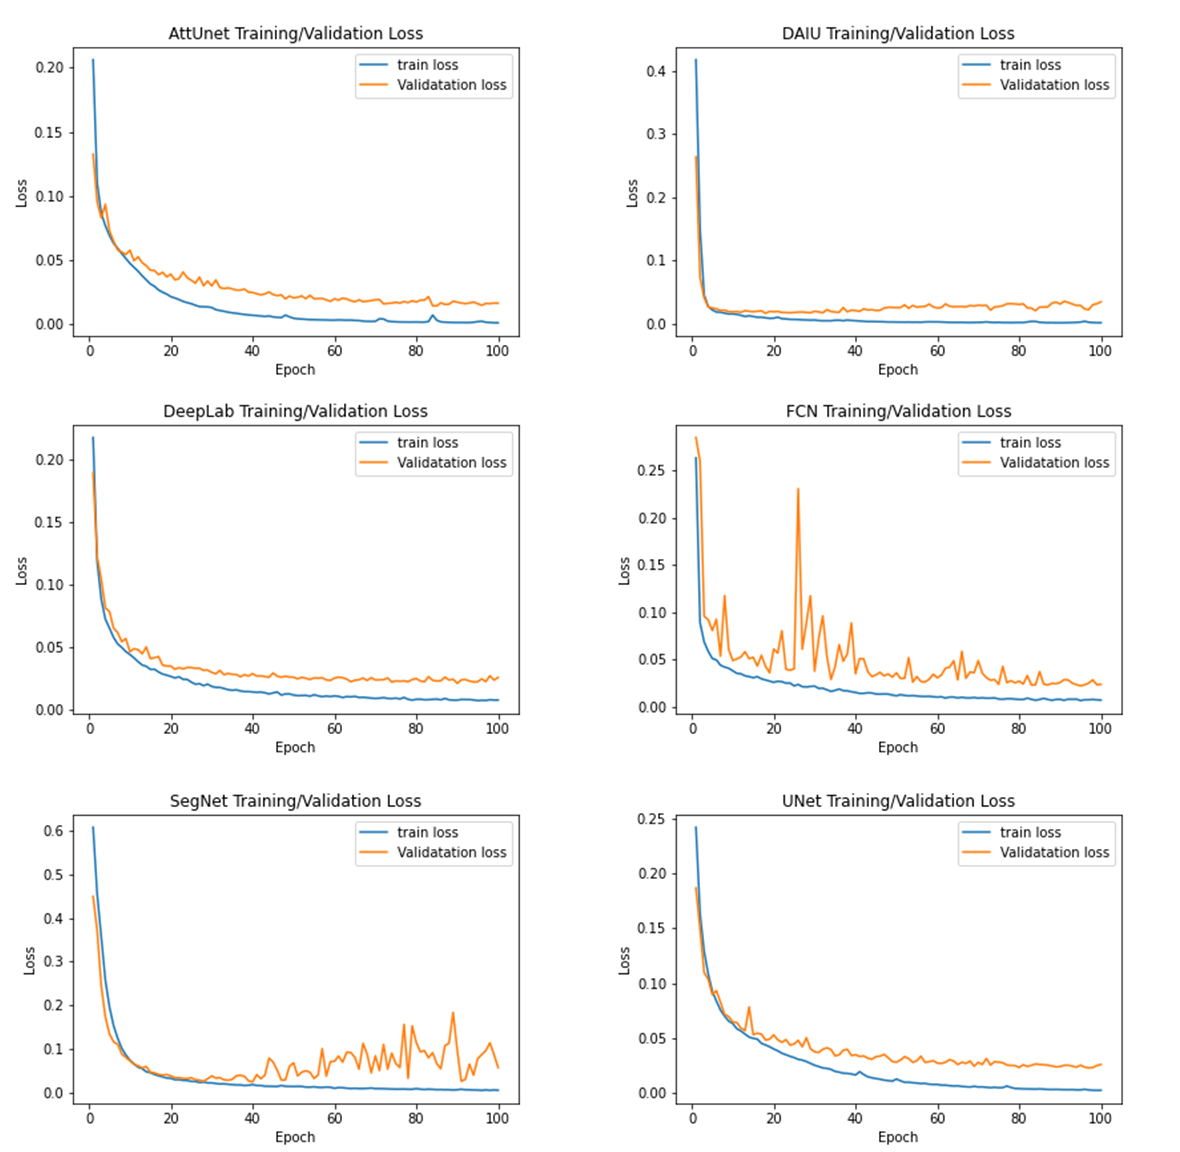 AttUnet Training/Validation Loss
train loss
Validatation loss
0.20
0.15
0.10
0.05
0.00
Loss
0 20 40 60 80 100
Epoch
DAIU Training/Validation Loss
train loss
Validatation loss
0.4
0.3
0.2
0.1
0.0
Loss
0 20 40 60 80 100
Epoch
DeepLab Training/Validation Loss
train loss
Validatation loss
0.20
0.15
0.10
0.05
0.00
Loss
0 20 40 60 80 100
Epoch
FCN Training/Validation Loss
train loss
Validatation loss
0.25
0.20
0.15
0.10
0.05
0.00
Loss
0 20 40 60 80 100
Epoch
SegNet Training/Validation Loss
train loss
Validatation loss
0.6
0.5
0.4
0.3
0.2
0.1
0.0
Loss
0 20 40 60 80 100
Epoch
UNet Training/Validation Loss
train loss
Validatation loss
0.25
0.20
0.15
0.10
0.05
0.00
Loss
0 20 40 60 80 100
Epoch